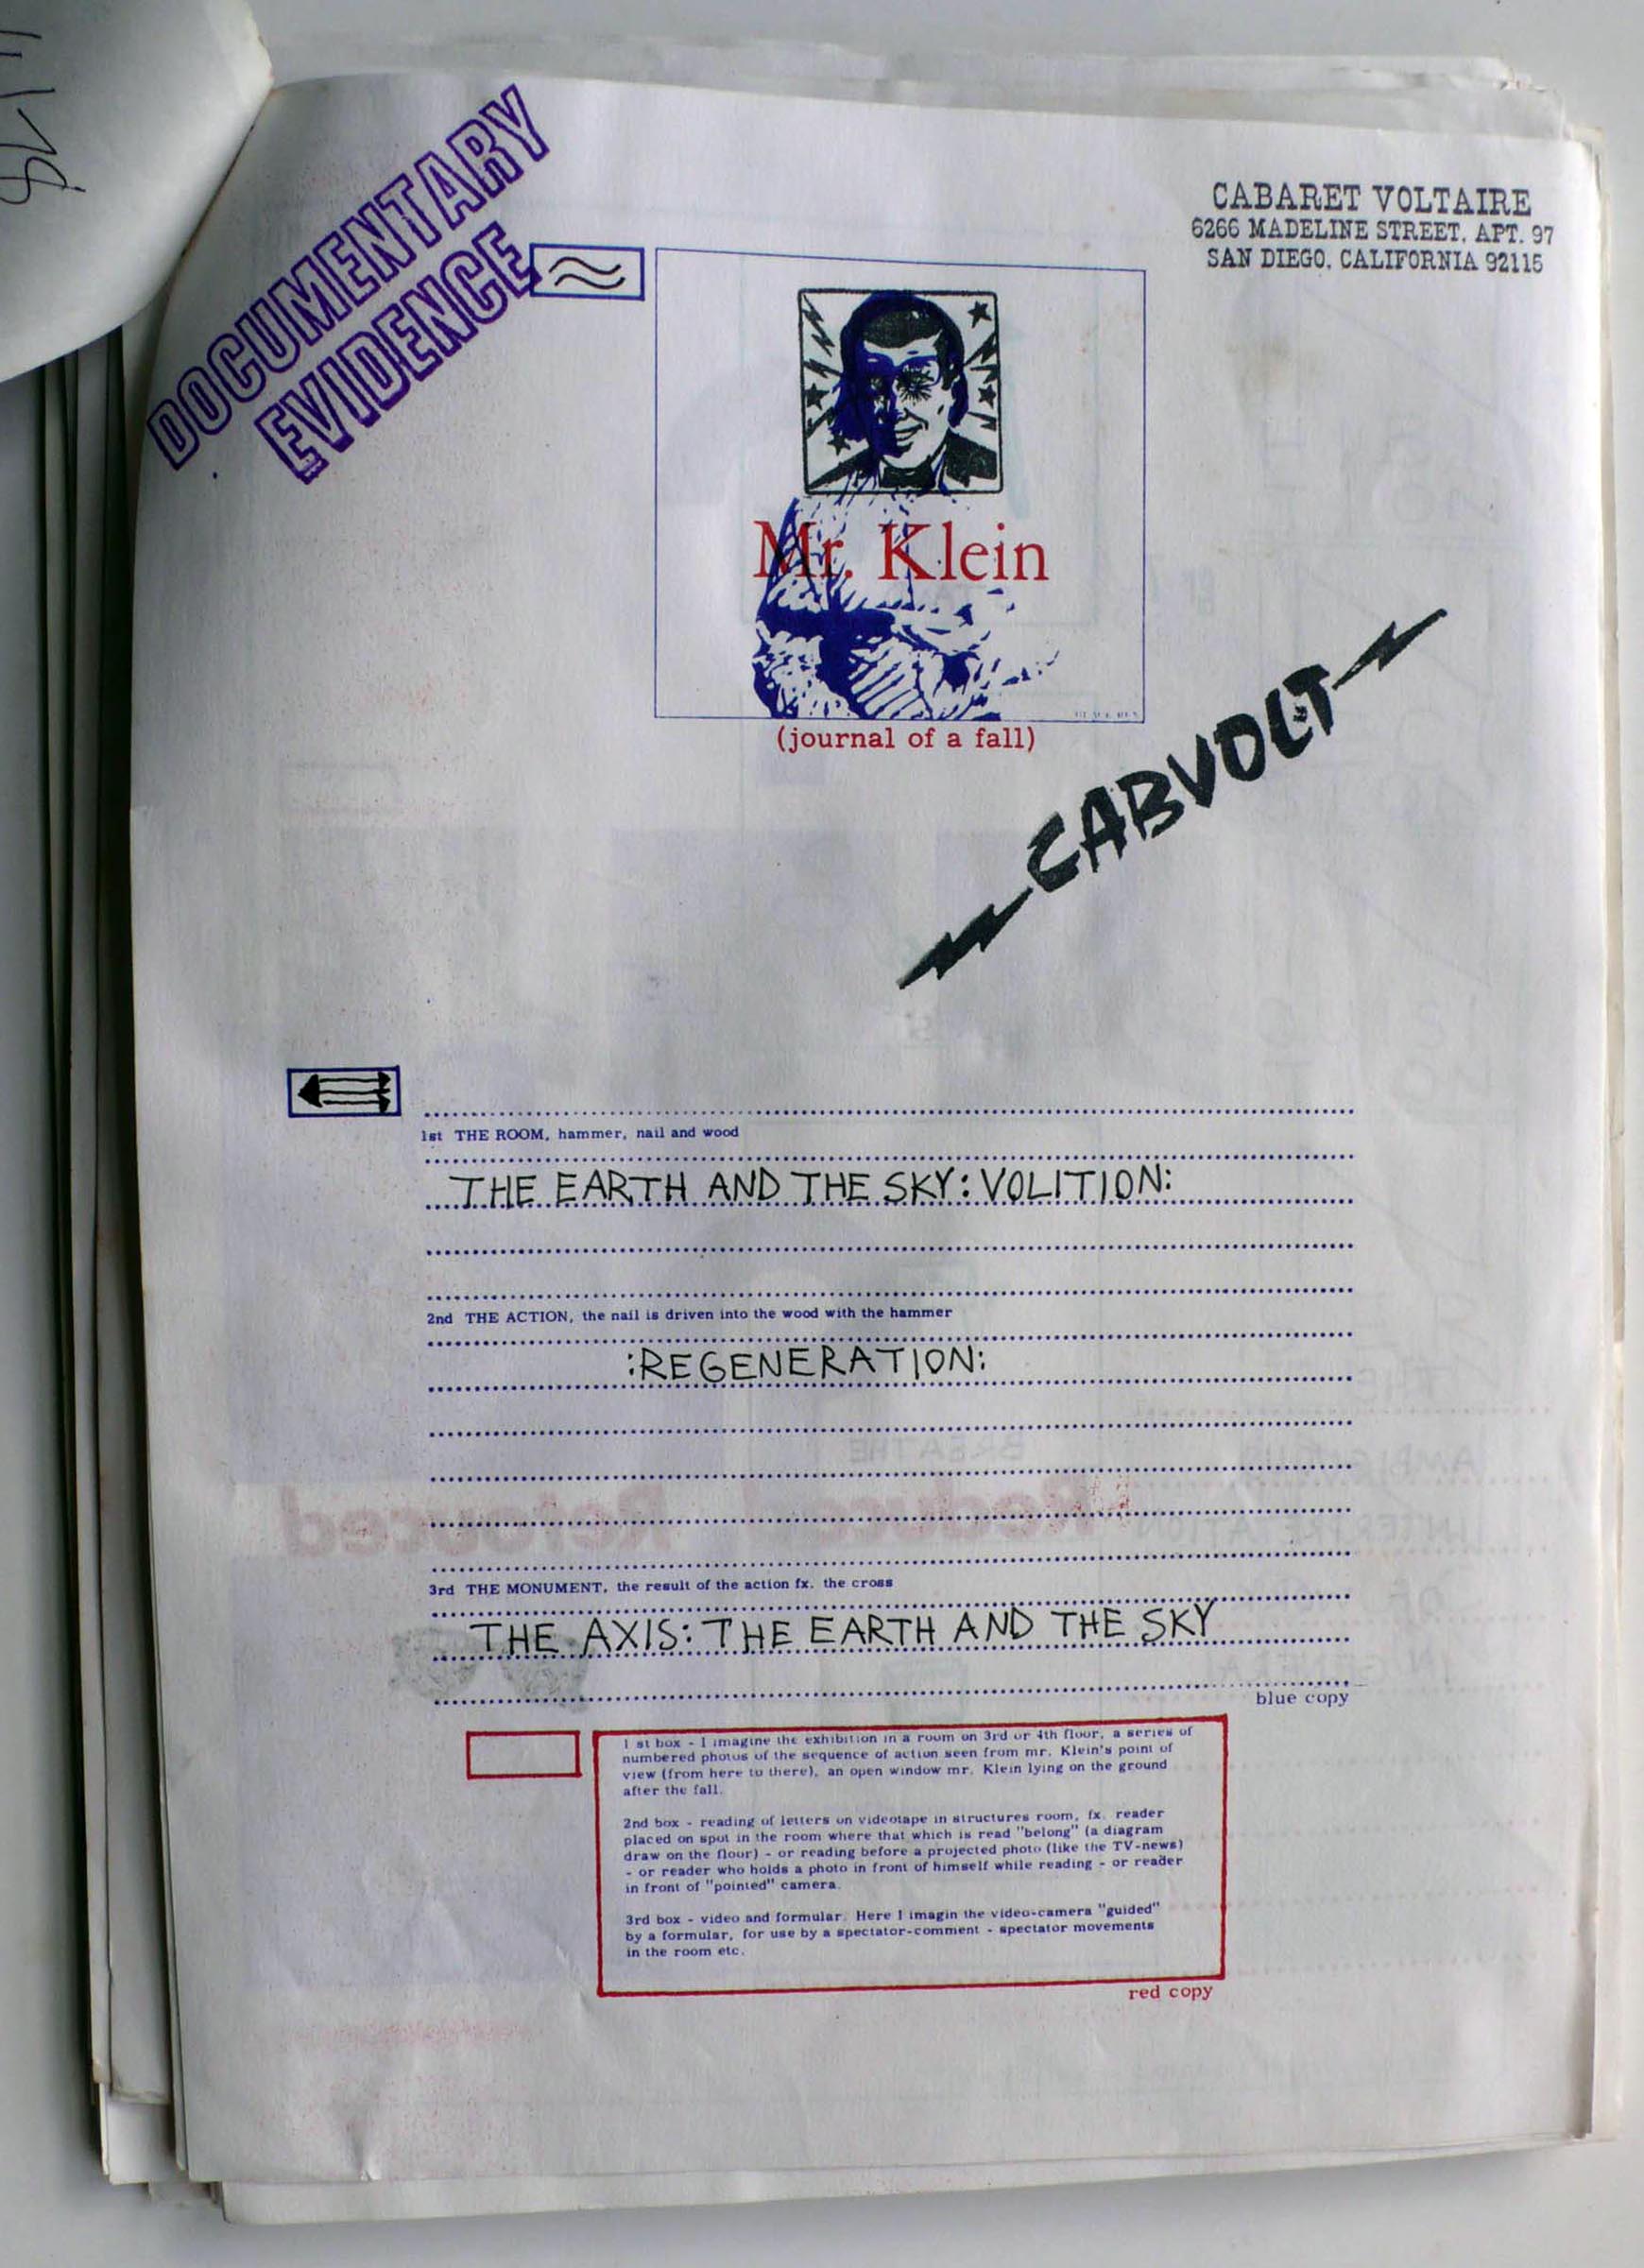 DOCUMENTARY
EVIDENCE
CABARET VOLTAIRE
6266 MADELINE STREET, APT. 97
SAN DIEGO, CALIFORNIA 92115
Mr. Klein
(journal of a fall)
CABVOLT
1st THE ROOM, hammer, nail and wood
THE EARTH AND THE SKY: VOLITION:
2nd THE ACTION, the nail is driven into the wood with the hammer
:REGENERATION:
3rd THE MONUMENT, the result of the action fx. the cross
THE AXIS: THE EARTH AND THE SKY
blue copy
1 st box - I imagine the exhibition in a room on 3rd or 4th floor, a series of
numbered photos of the sequence of action seen from mr. Klein's point of
view (from here to there), an open window mr. Klein lying on the ground
after the fall.
2nd box - reading of letters on videotape in structures room, fx. reader
placed on spot in the room where that which is read "belong" (a diagram
draw on the floor) - or reading before a projected photo (like the TV-news)
- or reader who holds a photo in front of himself while reading - or reader
in front of "pointed" camera.
3rd box - video and formular. Here I imagin the video-camera "guided"
by a formular, for use by a spectator-comment - spectator movements
in the room etc.
red copy